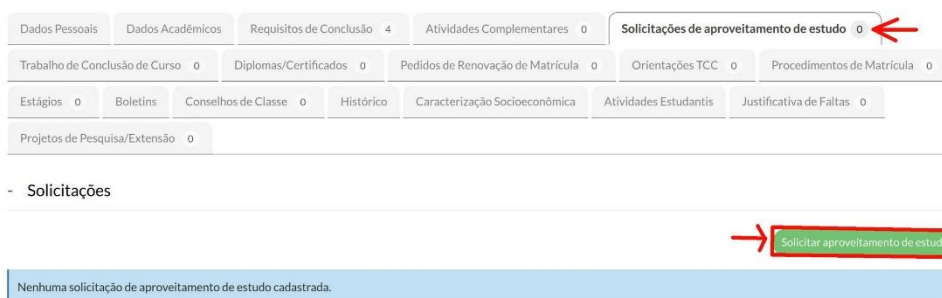 Dados Pessoais Dados Acadêmicos Requisitos de Conclusão 4 Atividades Complementares 0 Solicitações de aproveitamento de estudo 0
Trabalho de Conclusão de Curso 0 Diplomas/Certificados 0 Pedidos de Renovação de Matrícula 0 Orientações TCC 0 Procedimentos de Matrícula 0
Estágios 0 Boletins Conselhos de Classe 0 Histórico Caracterização Socioeconômica Atividades Estudantis Justificativa de Faltas 0
Projetos de Pesquisa/Extensão 0
- Solicitações
Solicitar aproveitamento de estud
Nenhuma solicitação de aproveitamento de estudo cadastrada.